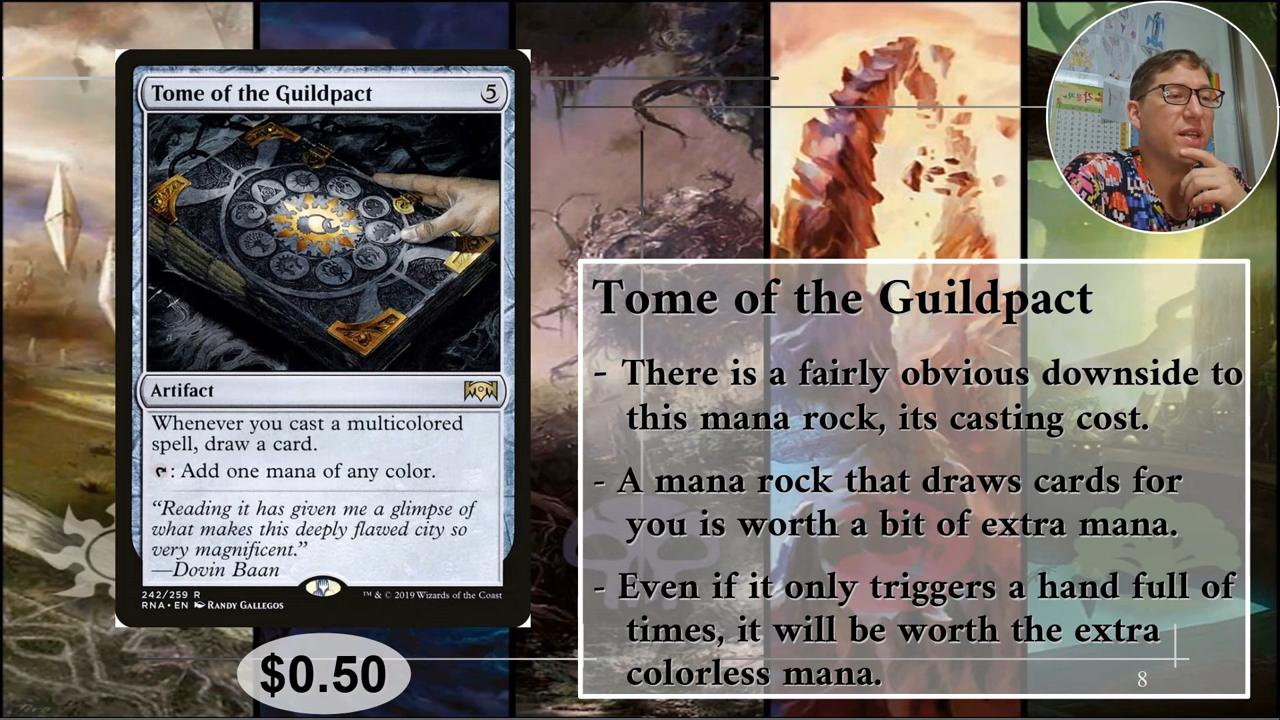 Tome of the Guildpact 5
Artifact
Whenever you cast a multicolored
spell, draw a card.
: Add one mana of any color.
“Reading it has given me a glimpse of
what makes this deeply flawed city so
very magnificent.”
—Dovin Baan
242/259 R
RNA • EN Randy Gallegos
™ & © 2019 Wizards of the Coast
$0.50
Tome of the Guildpact
- There is a fairly obvious downside to
this mana rock, its casting cost.
- A mana rock that draws cards for
you is worth a bit of extra mana.
- Even if it only triggers a hand full of
times, it will be worth the extra
colorless mana.
8